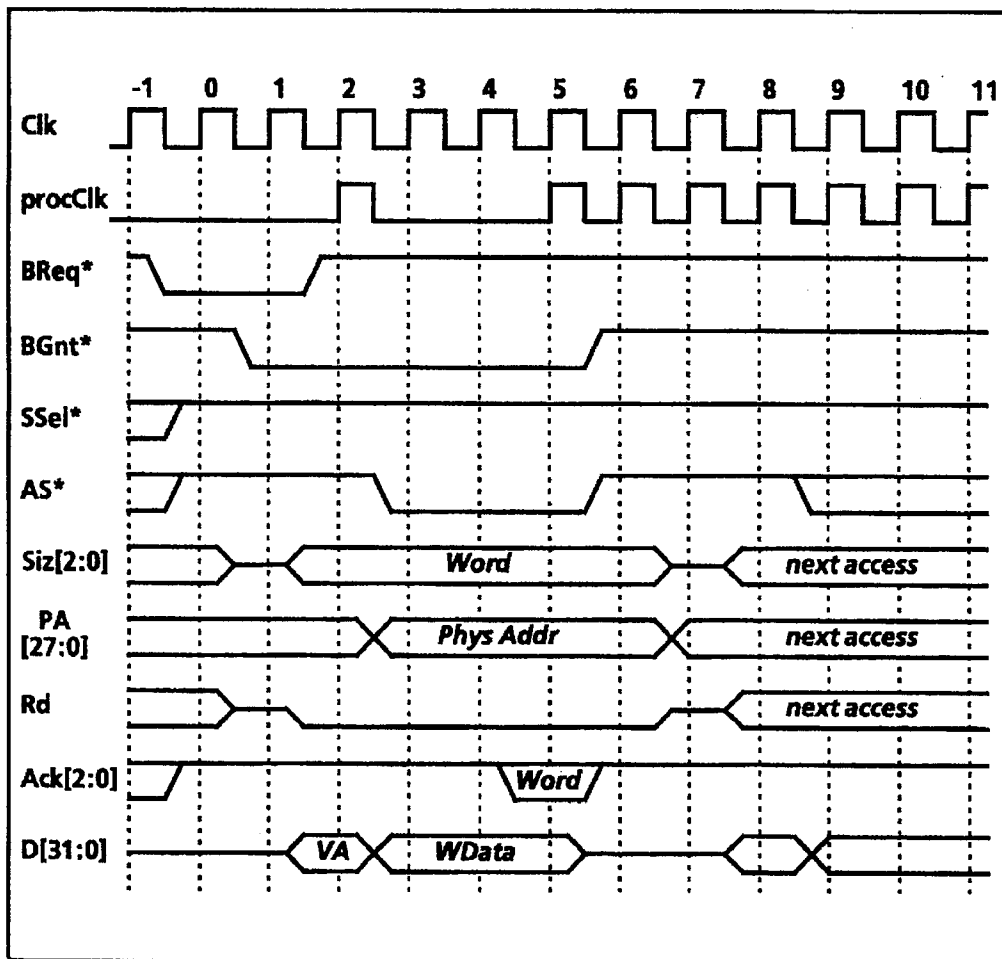 -1 0 1 2 3 4 5 6 7 8 9 10 11
Clk
procClk
BReq*
BGnt*
SSel*
AS*
Siz[2:0] Word next access
PA
[27:0] Phys Addr next access
Rd next access
Ack[2:0] Word
D[31:0] VA WData